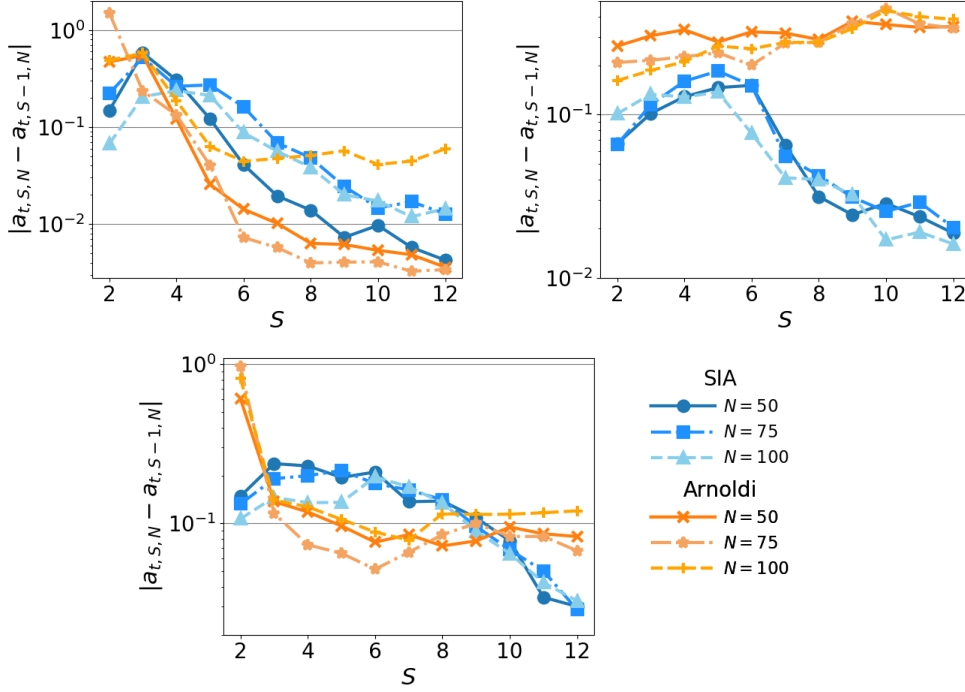 10⁰
10⁻¹
10⁻²
|a_{t,S,N} − a_{t,S−1,N}|
2 4 6 8 10 12
S
10⁻¹
10⁻²
|a_{t,S,N} − a_{t,S−1,N}|
2 4 6 8 10 12
S
10⁰
10⁻¹
|a_{t,S,N} − a_{t,S−1,N}|
2 4 6 8 10 12
S
SIA
N = 50
N = 75
N = 100
Arnoldi
N = 50
N = 75
N = 100